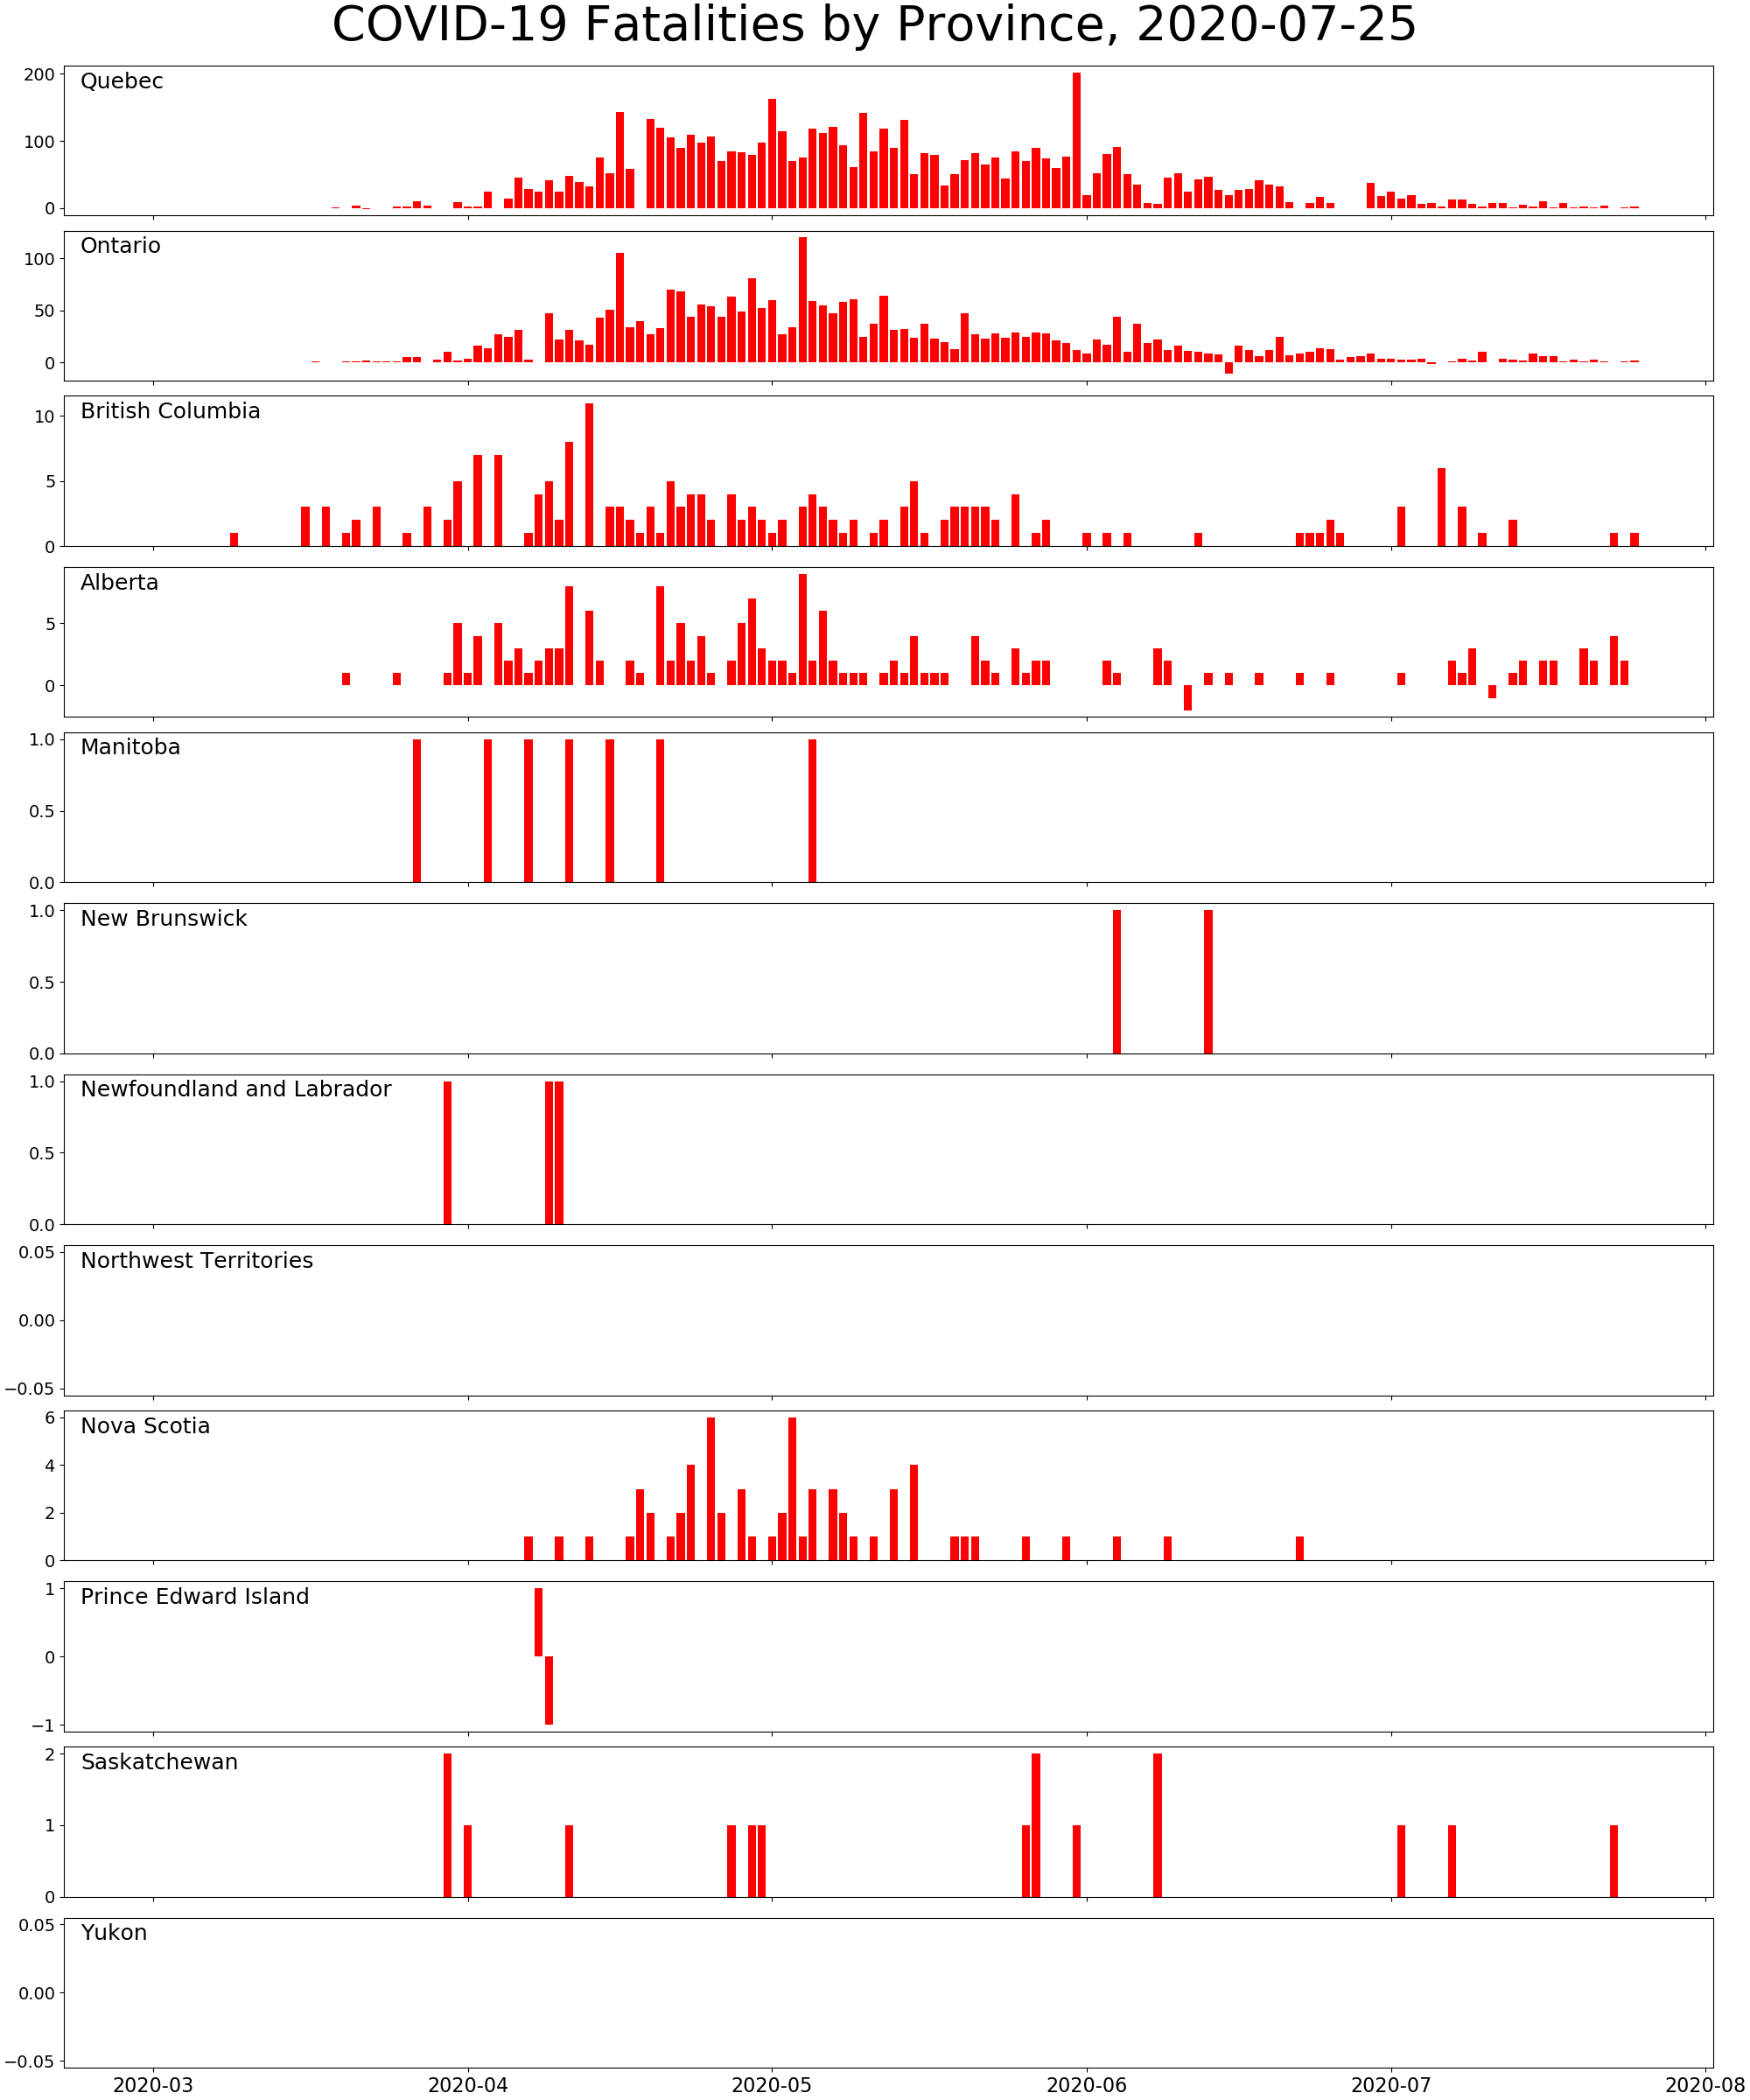 COVID-19 Fatalities by Province, 2020-07-25
Quebec
200
100
0
Ontario
100
50
0
British Columbia
10
5
0
Alberta
5
0
Manitoba
1.0
0.5
0.0
New Brunswick
1.0
0.5
0.0
Newfoundland and Labrador
1.0
0.5
0.0
Northwest Territories
0.05
0.00
−0.05
Nova Scotia
6
4
2
0
Prince Edward Island
1
0
−1
Saskatchewan
2
1
0
Yukon
0.05
0.00
−0.05
2020-03 2020-04 2020-05 2020-06 2020-07 2020-08